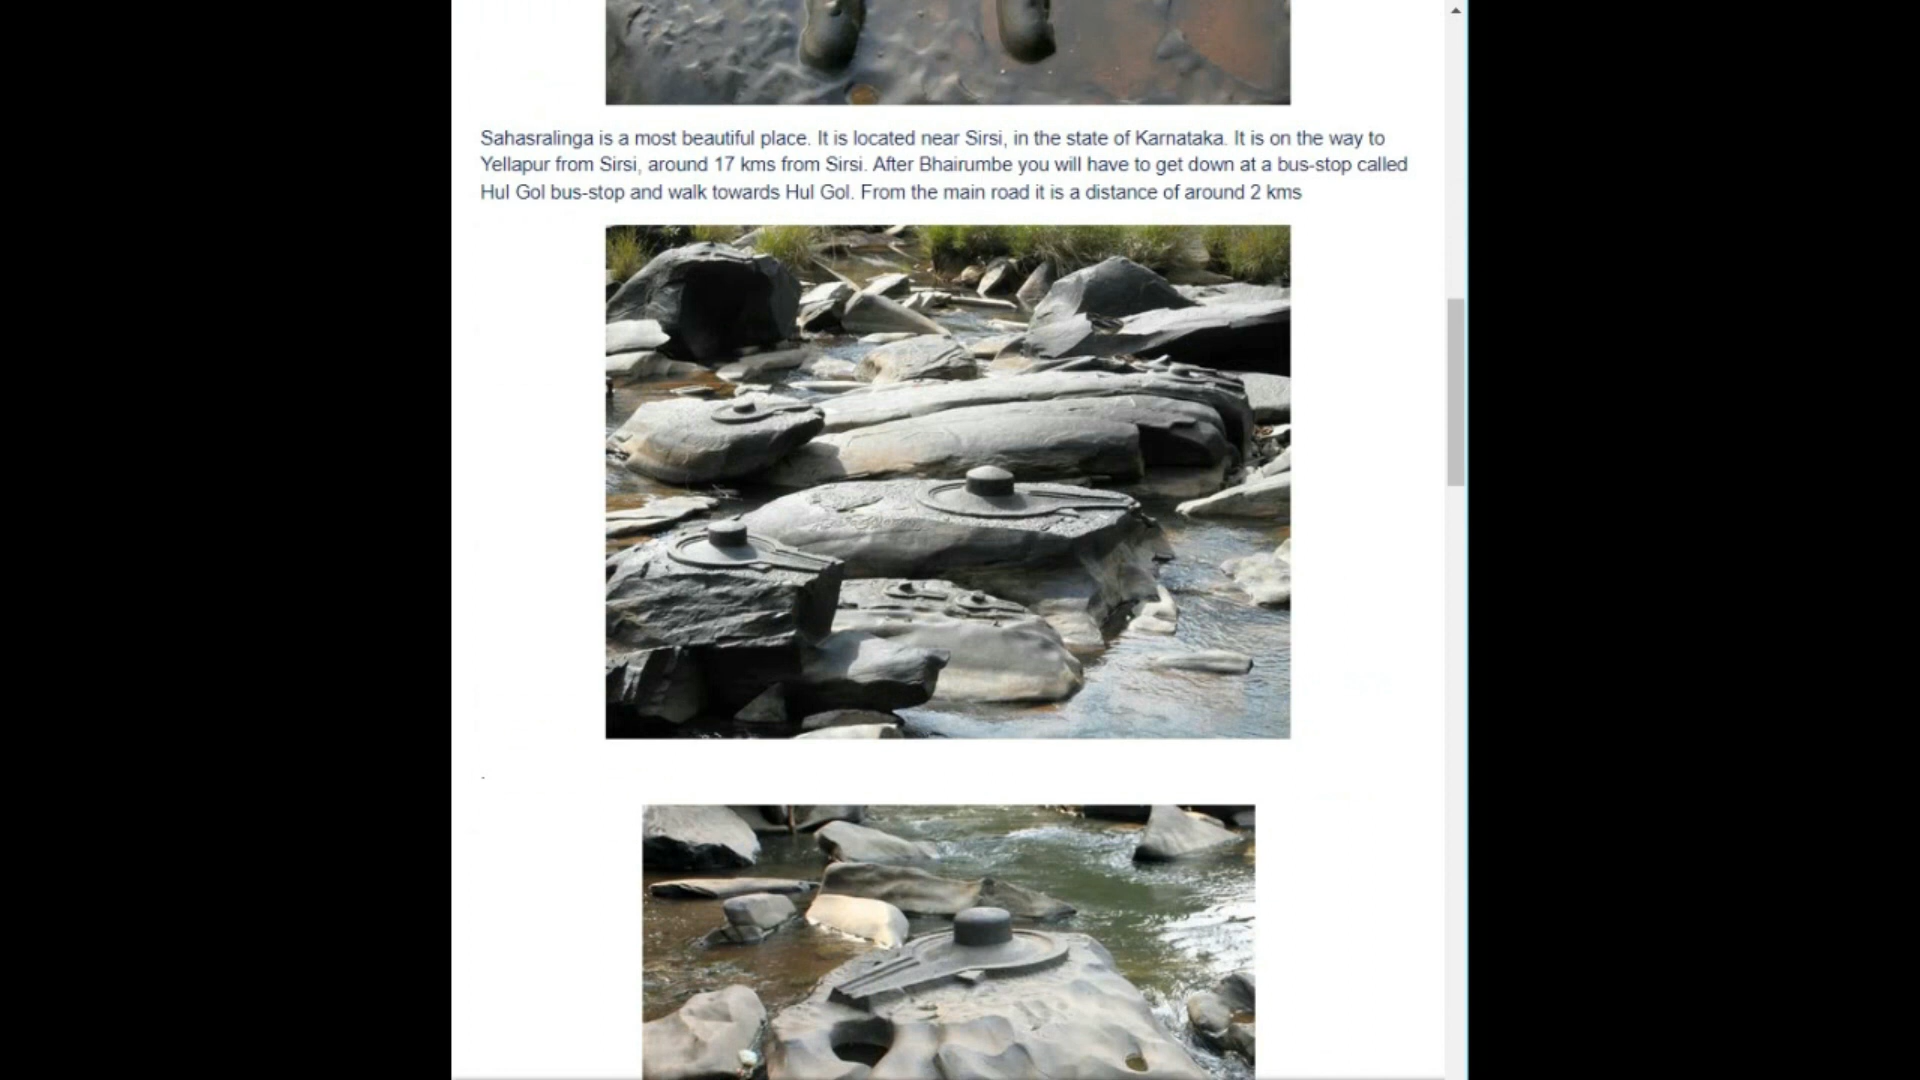 Sahasralinga is a most beautiful place. It is located near Sirsi, in the state of Karnataka. It is on the way to
Yellapur from Sirsi, around 17 kms from Sirsi. After Bhairumbe you will have to get down at a bus-stop called
Hul Gol bus-stop and walk towards Hul Gol. From the main road it is a distance of around 2 kms
.